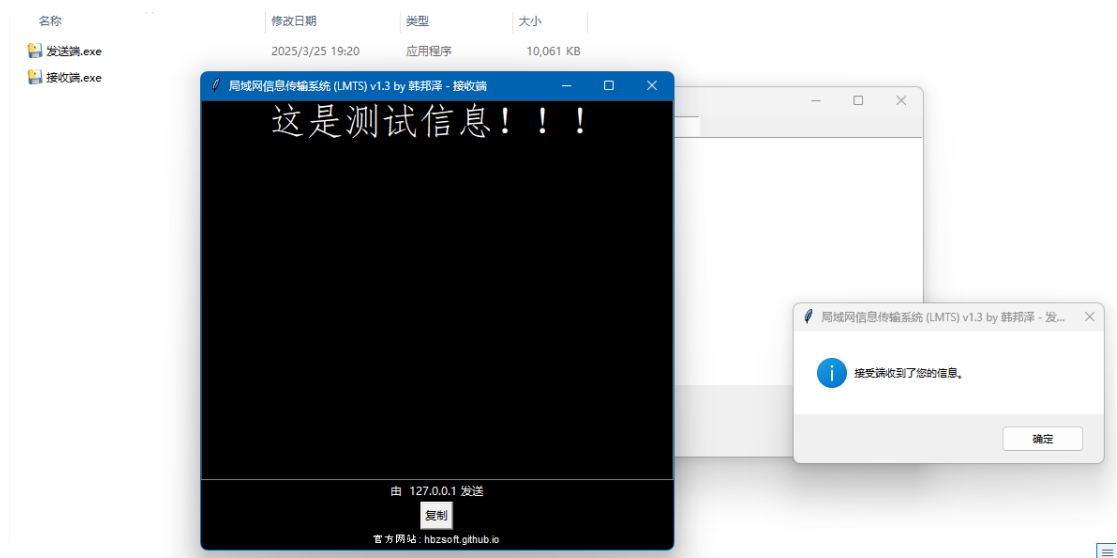 名称 修改日期 类型 大小
发送端.exe 2025/3/25 19:20 应用程序 10,061 KB
接收端.exe
局域网信息传输系统 (LMTS) v1.3 by 韩邦泽 - 接收端
这是测试信息！！！
由 127.0.0.1 发送
复制
官方网站 : hbzsoft.github.io
局域网信息传输系统 (LMTS) v1.3 by 韩邦泽 - 发...
接受端收到了您的信息。
确定